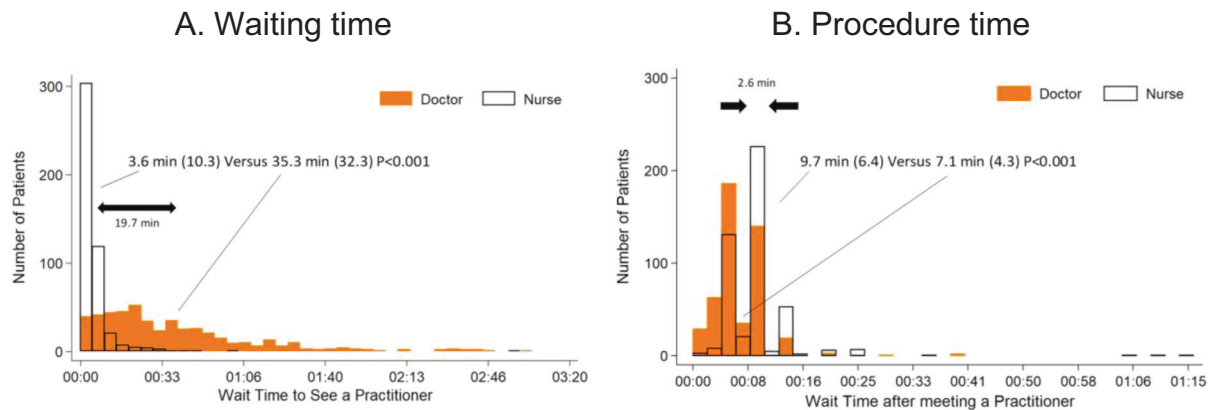 A. Waiting time
300
200
100
0
Number of Patients
Doctor
Nurse
3.6 min (10.3) Versus 35.3 min (32.3) P<0.001
19.7 min
00:00
00:33
01:06
01:40
02:13
02:46
03:20
Wait Time to See a Practitioner
B. Procedure time
300
200
100
0
Number of Patients
2.6 min
Doctor
Nurse
9.7 min (6.4) Versus 7.1 min (4.3) P<0.001
00:00
00:08
00:16
00:25
00:33
00:41
00:50
00:58
01:06
01:15
Wait Time after meeting a Practitioner